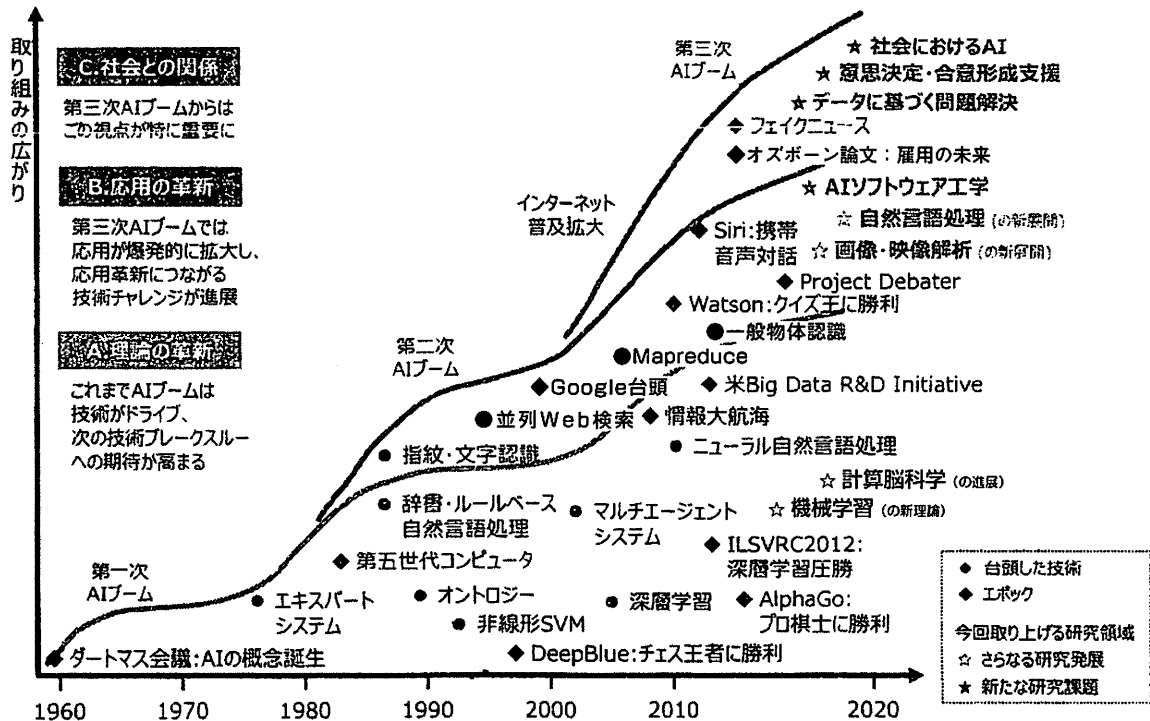 取り組みの広がり
C.社会との関係
第三次AIブームからは
この視点が特に重要に
B.応用の革新
第三次AIブームでは
応用が爆発的に拡大し、
応用革新につながる
技術チャレンジが進展
A.理論の革新
これまでAIブームは
技術がドライブ、
次の技術ブレークスルー
への期待が高まる
第三次
AIブーム
★ 社会におけるAI
★ 意思決定・合意形成支援
★ データに基づく問題解決
フェイクニュース
オズボーン論文：雇用の未来
★ AIソフトウェア工学
☆ 自然言語処理 (の新展開)
☆ 画像・映像解析 (の新展開)
インターネット
普及拡大
Siri:携帯
音声対話
Project Debater
Watson:クイズ王に勝利
一般物体認識
第二次
AIブーム
Mapreduce
Google台頭
米Big Data R&D Initiative
並列Web検索
情報大航海
指紋・文字認識
ニューラル自然言語処理
☆ 計算脳科学 (の進展)
☆ 機械学習 (の新理論)
辞書・ルールベース
自然言語処理
マルチエージェント
システム
第五世代コンピュータ
ILSVRC2012:
深層学習圧勝
第一次
AIブーム
エキスパート
システム
オントロジー
深層学習
AlphaGo:
プロ棋士に勝利
非線形SVM
ダートマス会議:AIの概念誕生
DeepBlue:チェス王者に勝利
● 台頭した技術
◆ エポック
今回取り上げる研究領域
☆ さらなる研究発展
★ 新たな研究課題
1960 1970 1980 1990 2000 2010 2020